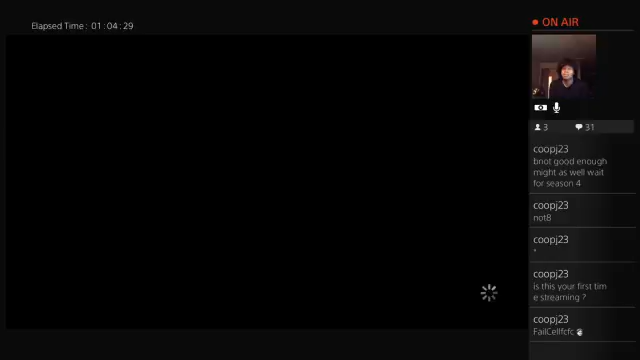 Elapsed Time : 01 : 04 : 29
ON AIR
3
31
coopj23
bnot good enough
might as well wait
for season 4
coopj23
not8
coopj23
*
coopj23
is this your first tim
e streaming ?
coopj23
FailCellfcfc